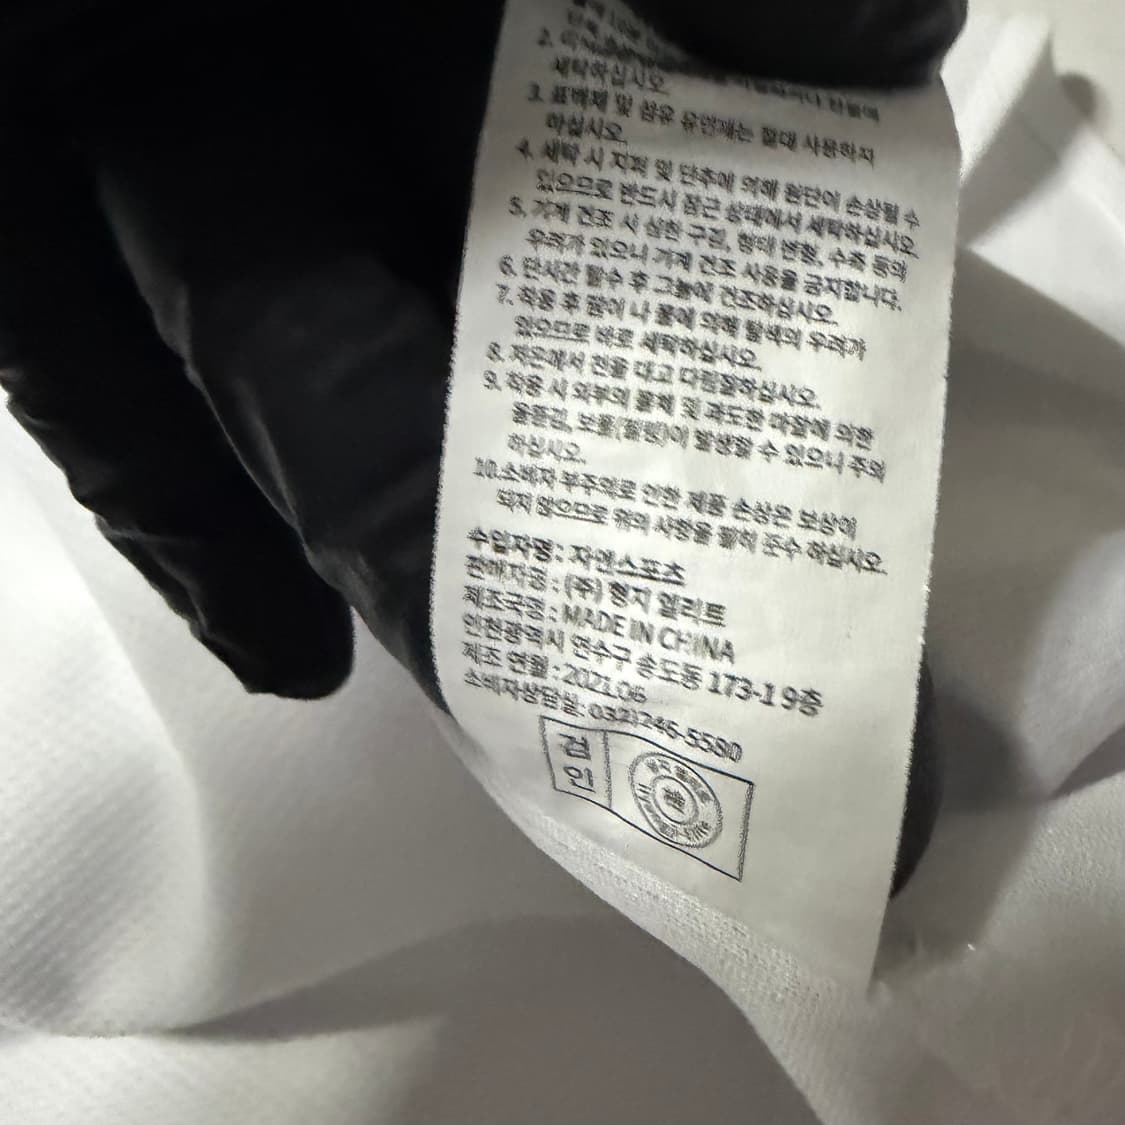 2.
세탁하십시오.
3. 표백제 및 섬유 유연제는 절대 사용하지
하십시오.
4. 세탁 시 지퍼 및 단추에 의해 원단이 손상될 수
있으므로 반드시 잠근 상태에서 세탁하십시오.
5. 기계 건조 시 심한 구김, 형태 변형, 수축 등의
우려가 있으니 기계 건조 사용을 금지합니다.
6. 단시간 탈수 후 그늘에 건조하십시오.
7. 착용 후 땀이 나 물에 의해 탈색의 우려가
있으므로 바로 세탁하십시오.
8. 저온에서 천을 대고 다림질하십시오.
9. 착용 시 외부의 물체 및 과도한 마찰에 의한
올뜯김, 보풀(필링)이 발생할 수 있으니 주의
하십시오.
10.소비자 부주의로 인한 제품 손상은 보상이
되지 않으므로 위의 사항을 필히 준수 하십시오.
수입자명 : 자연스포츠
판매자명 : (주) 형지 엘리트
제조국명 : MADE IN CHINA
인천광역시 연수구 송도동 173-1 9층
제조 연월 : 2021.06
소비자상담실: 032)246-5580
검
인